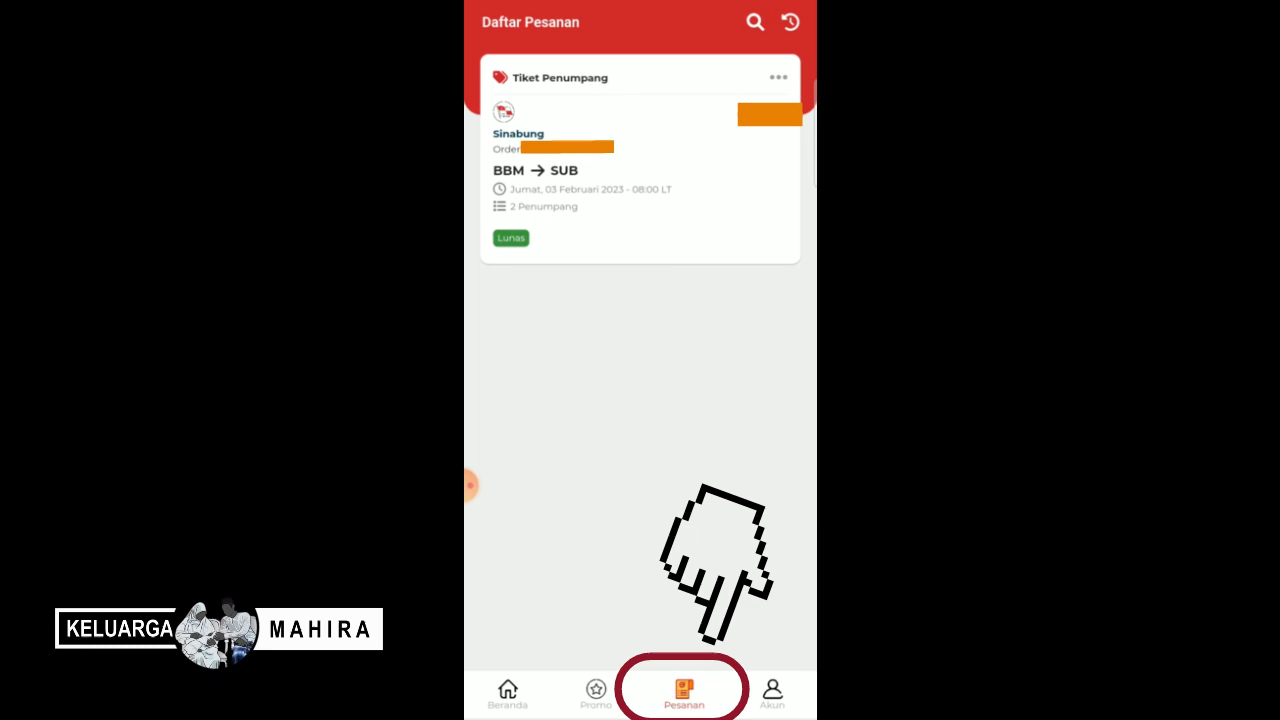 Daftar Pesanan
Tiket Penumpang
Sinabung
Order
BBM → SUB
Jumat, 03 Februari 2023 - 08:00 LT
2 Penumpang
Lunas
KELUARGA MAHIRA
Beranda Promo Pesanan Akun